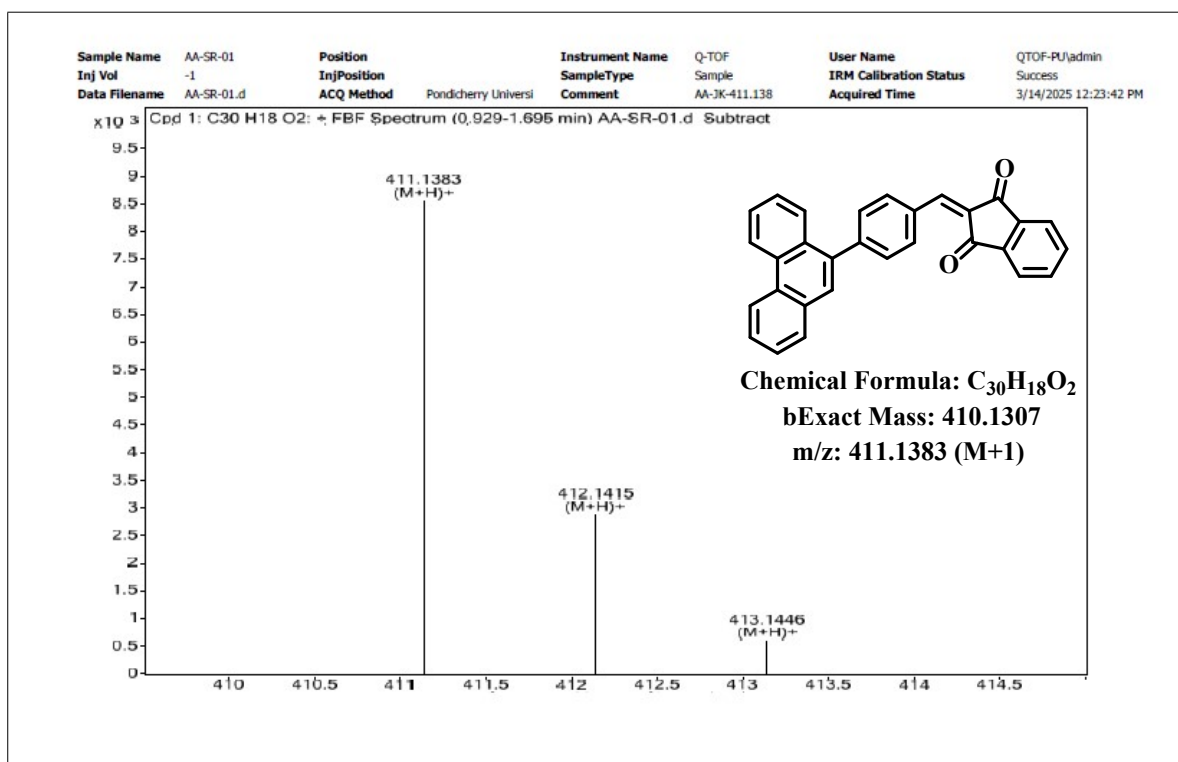 Sample Name AA-SR-01 Position Instrument Name Q-TOF User Name QTOF-PU\admin
Inj Vol -1 InjPosition SampleType Sample IRM Calibration Status Success
Data Filename AA-SR-01.d ACQ Method Pondicherry Universi Comment AA-JK-411.138 Acquired Time 3/14/2025 12:23:42 PM
x10 3 Cpd 1: C30 H18 O2: + FBF Spectrum (0.929-1.695 min) AA-SR-01.d Subtract
9.5
9
8.5
8
7.5
7
6.5
6
5.5
5
4.5
4
3.5
3
2.5
2
1.5
1
0.5
0
411.1383
(M+H)+
412.1415
(M+H)+
413.1446
(M+H)+
O
O
Chemical Formula: C30H18O2
bExact Mass: 410.1307
m/z: 411.1383 (M+1)
410 410.5 411 411.5 412 412.5 413 413.5 414 414.5